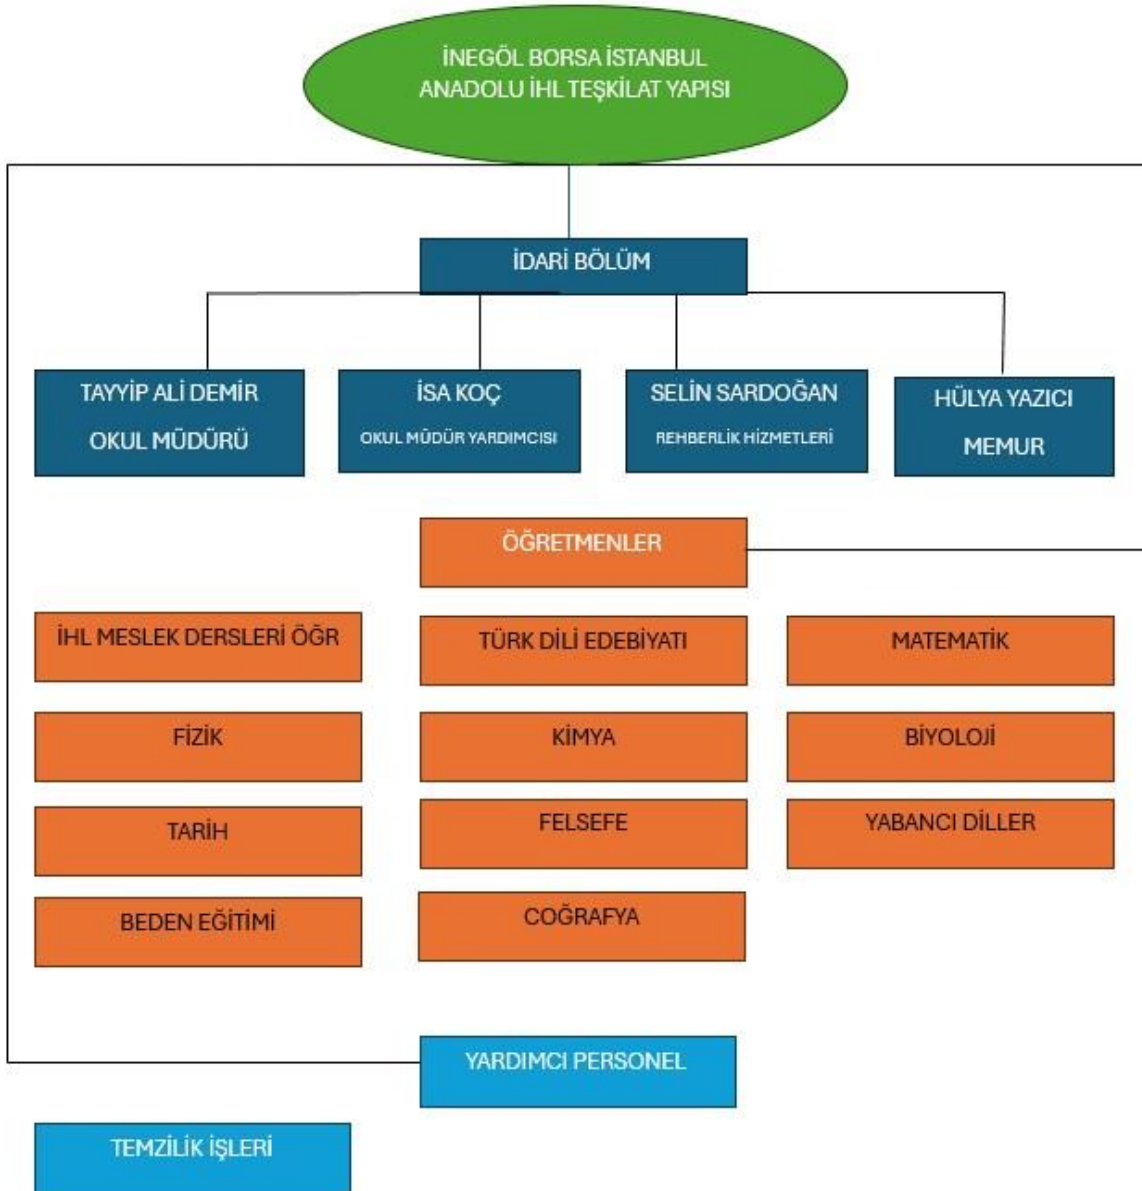 İNEGÖL BORSA İSTANBUL
ANADOLU İHL TEŞKİLAT YAPISI
İDARİ BÖLÜM
TAYYİP ALİ DEMİR
OKUL MÜDÜRÜ
İSA KOÇ
OKUL MÜDÜR YARDIMCISI
SELİN SARDOĞAN
REHBERLİK HİZMETLERİ
HÜLYA YAZICI
MEMUR
ÖĞRETMENLER
İHL MESLEK DERSLERİ ÖĞR
TÜRK DİLİ EDEBİYATI
MATEMATİK
FİZİK
KİMYA
BİYOLOJİ
TARİH
FELSEFE
YABANCI DİLLER
BEDEN EĞİTİMİ
COĞRAFYA
YARDIMCI PERSONEL
TEMZİLİK İŞLERİ